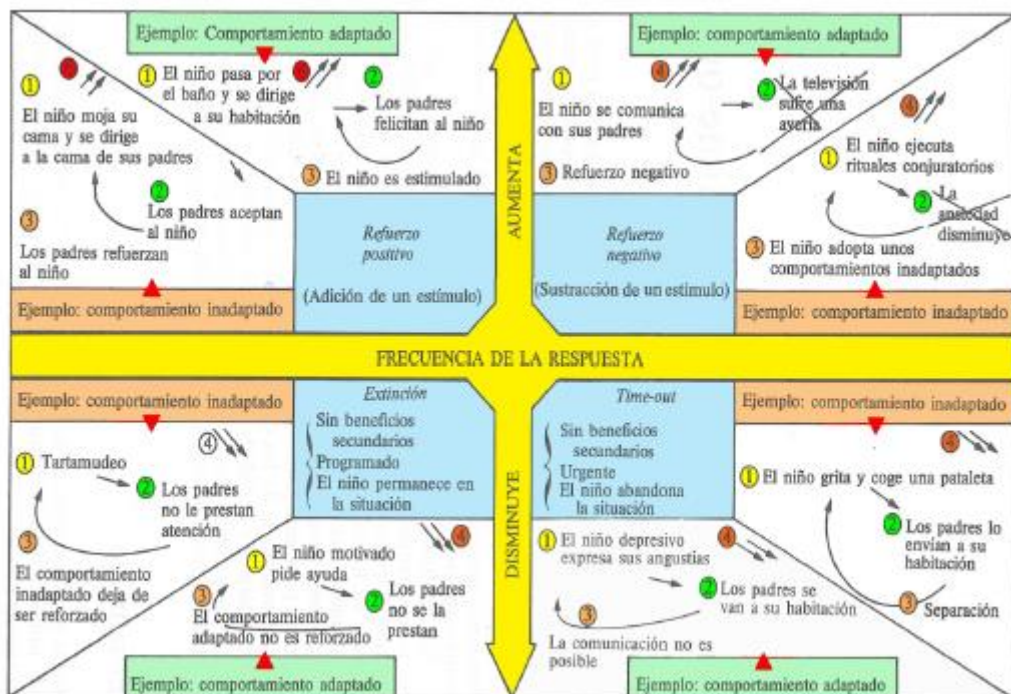 Ejemplo: Comportamiento adaptado
1 El niño moja su
cama y se dirige
a la cama de sus padres
2 Los padres aceptan
al niño
3
Los padres refuerzan
al niño
Ejemplo: comportamiento inadaptado
1 El niño pasa por
el baño y se dirige
a su habitación
2
Los padres
felicitan al niño
3 El niño es estimulado
Refuerzo
positivo
(Adición de un estímulo)
AUMENTA
Ejemplo: comportamiento adaptado
1
El niño se comunica
con sus padres
4
2 La televisión
sufre una
avería
3 Refuerzo negativo
Refuerzo
negativo
(Sustracción de un estímulo)
4
1 El niño ejecuta
rituales conjuratorios
2 La
ansiedad
disminuye
3 El niño adopta unos
comportamientos inadaptados
Ejemplo: comportamiento inadaptado
FRECUENCIA DE LA RESPUESTA
Ejemplo: comportamiento inadaptado
4
1 Tartamudeo
2 Los padres
no le prestan
atención
3
El comportamiento
inadaptado deja de
ser reforzado
Extinción
Sin beneficios
secundarios
Programado
El niño permanece en
la situación
4
1 El niño motivado
pide ayuda
2 Los padres
no se la
prestan
3
El comportamiento
adaptado no es reforzado
Ejemplo: comportamiento adaptado
DISMINUYE
Time-out
Sin beneficios
secundarios
Urgente
El niño abandona
la situación
1 El niño depresivo
expresa sus angustias
4
2 Los padres se
van a su habitación
3
La comunicación no es
posible
Ejemplo: comportamiento adaptado
Ejemplo: comportamiento inadaptado
4
1 El niño grita y coge una pataleta
2
Los padres lo
envían a su
habitación
3 Separación